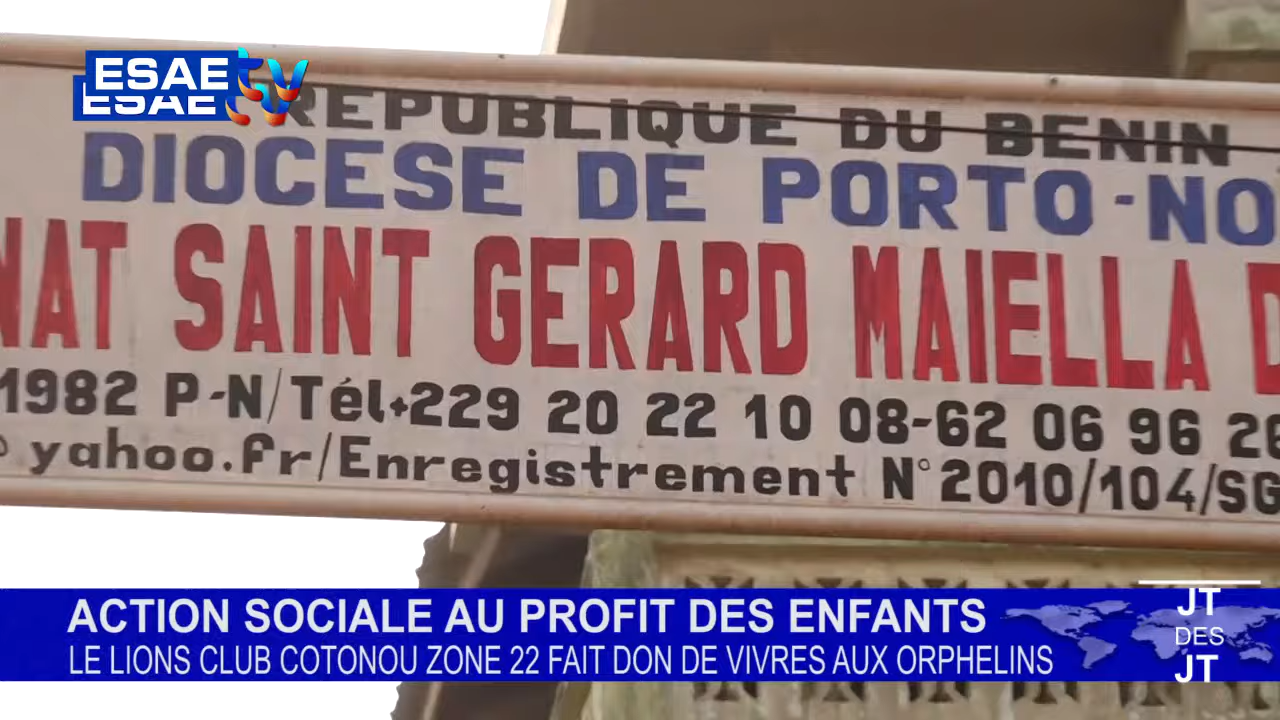 ESAE TV
ESAE
REPUBLIQUE DU BENIN
DIOCESE DE PORTO-NO
NAT SAINT GERARD MAIELLA D
1982 P-N/Tél+229 20 22 10 08-62 06 96 26
yahoo.fr/Enregistrement N°2010/104/SG
ACTION SOCIALE AU PROFIT DES ENFANTS
LE LIONS CLUB COTONOU ZONE 22 FAIT DON DE VIVRES AUX ORPHELINS
JT
DES
JT